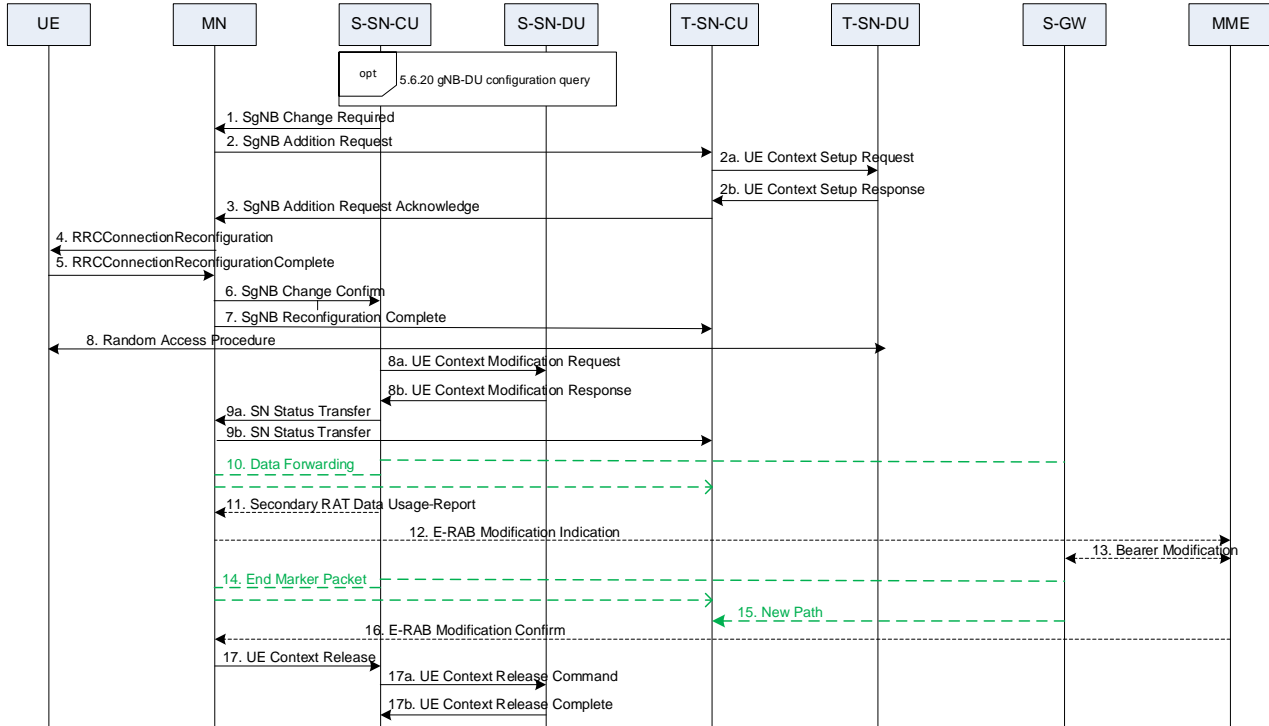 UE
MN
S-SN-CU
S-SN-DU
T-SN-CU
T-SN-DU
S-GW
MME
opt
5.6.20 gNB-DU configuration query
1. SgNB Change Required
2. SgNB Addition Request
2a. UE Context Setup Request
2b. UE Context Setup Response
3. SgNB Addition Request Acknowledge
4. RRCConnectionReconfiguration
5. RRCConnectionReconfigurationComplete
6. SgNB Change Confirm
7. SgNB Reconfiguration Complete
8. Random Access Procedure
8a. UE Context Modification Request
8b. UE Context Modification Response
9a. SN Status Transfer
9b. SN Status Transfer
10. Data Forwarding
11. Secondary RAT Data Usage-Report
12. E-RAB Modification Indication
13. Bearer Modification
14. End Marker Packet
15. New Path
16. E-RAB Modification Confirm
17. UE Context Release
17a. UE Context Release Command
17b. UE Context Release Complete